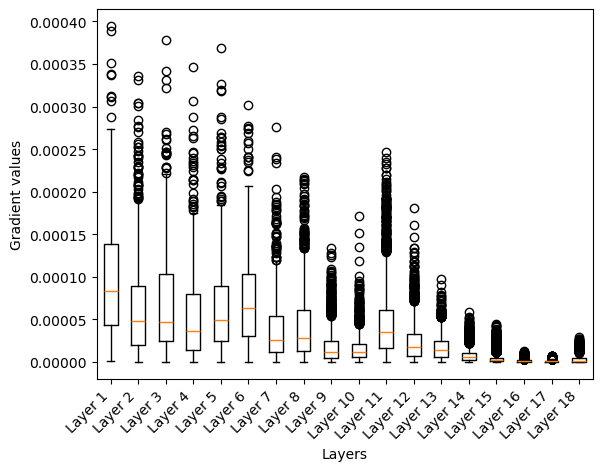 0.00040
0.00035
0.00030
0.00025
0.00020
0.00015
0.00010
0.00005
0.00000
Gradient values
Layer 1
Layer 2
Layer 3
Layer 4
Layer 5
Layer 6
Layer 7
Layer 8
Layer 9
Layer 10
Layer 11
Layer 12
Layer 13
Layer 14
Layer 15
Layer 16
Layer 17
Layer 18
Layers